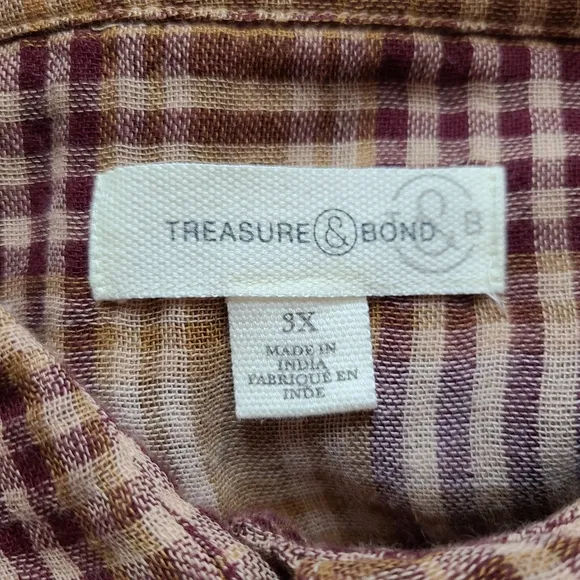 TREASURE & BOND
T & B
3X
MADE IN
INDIA
FABRIQUÉ EN
INDE